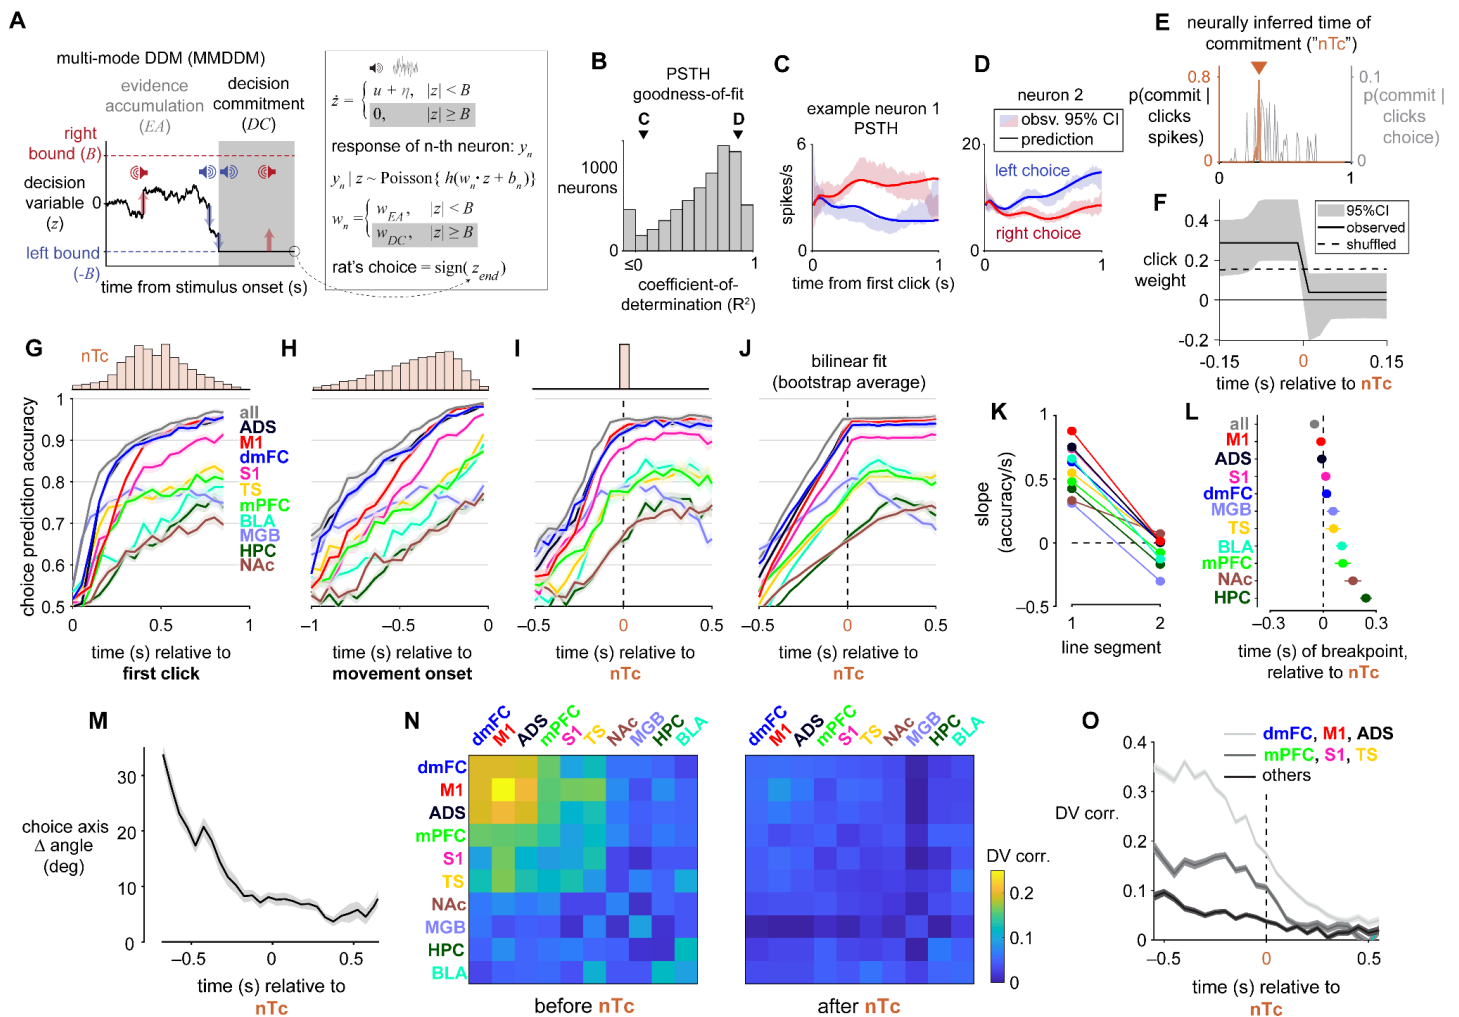 A
multi-mode DDM (MMDDM)
evidence
accumulation
(EA)
decision
commitment
(DC)
right
bound (B)
decision
variable
(z)
0
left bound
(-B)
time from stimulus onset (s)
ż = { u + η, |z| < B
0, |z| ≥ B
response of n-th neuron: yₙ
yₙ | z ~ Poisson{ h(wₙ· z + bₙ)}
wₙ = { w_EA, |z| < B
w_DC, |z| ≥ B
rat's choice = sign( z_end)
B
PSTH
goodness-of-fit
C D
1000
neurons
0
≤0 1
coefficient-of-
determination (R²)
C
example neuron 1
PSTH
6
spikes/s
0
0 1
time from first click (s)
D
neuron 2
obsv. 95% CI
prediction
20
left choice
right choice
0
0 1
E
neurally inferred time of
commitment ("nTc")
0.8 0.1
p(commit |
clicks
spikes)
p(commit |
clicks
choice)
0 0
0 1
F
95%CI
observed
shuffled
0.4
0.2
0
-0.2
click
weight
-0.15 0 0.15
time (s) relative to nTc
G
nTc
choice prediction accuracy
1
0.9
0.8
0.7
0.6
0.5
all
ADS
M1
dmFC
S1
TS
mPFC
BLA
MGB
HPC
NAc
0 0.5 1
time (s) relative to
first click
H
−1 −0.5 0
time (s) relative to
movement onset
I
−0.5 0 0.5
time (s) relative to
nTc
J
bilinear fit
(bootstrap average)
−0.5 0 0.5
time (s) relative to
nTc
K
1
0
−0.5
slope
(accuracy/s)
1 2
line segment
L
all
M1
ADS
S1
dmFC
MGB
TS
BLA
mPFC
NAc
HPC
−0.3 0 0.3
time (s) of breakpoint,
relative to nTc
M
30
20
10
0
choice axis
Δ angle
(deg)
−0.5 0 0.5
time (s) relative to
nTc
N
dmFC M1 ADS mPFC S1 TS NAc MGB HPC BLA
dmFC
M1
ADS
mPFC
S1
TS
NAc
MGB
HPC
BLA
before nTc
dmFC M1 ADS mPFC S1 TS NAc MGB HPC BLA
after nTc
DV corr.
0.2
0.1
0
O
dmFC, M1, ADS
mPFC, S1, TS
others
0.4
0.3
0.2
0.1
0
DV corr.
−0.5 0 0.5
time (s) relative to
nTc